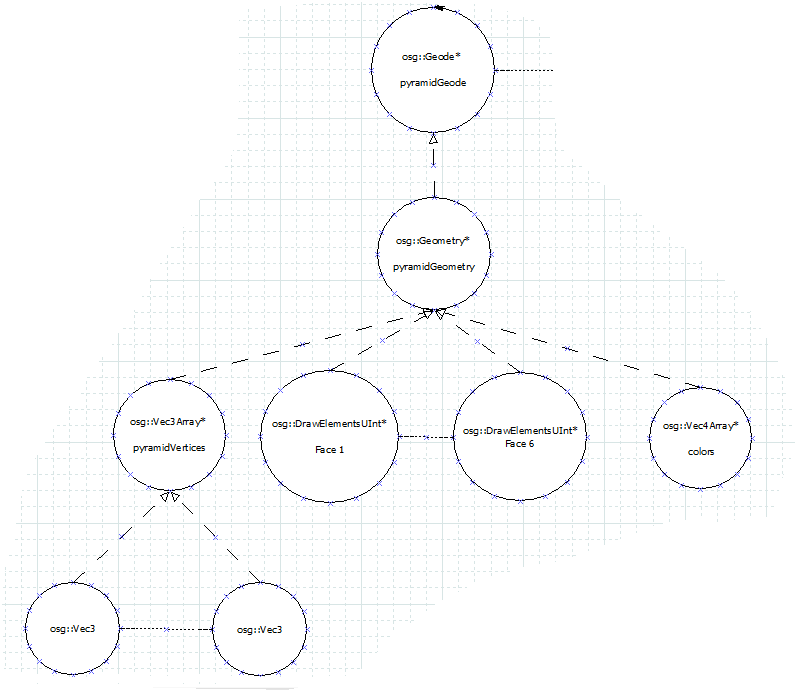 osg::Geode*
pyramidGeode
osg::Geometry*
pyramidGeometry
osg::Vec3Array*
pyramidVertices
osg::DrawElementsUInt*
Face 1
osg::DrawElementsUInt*
Face 6
osg::Vec4Array*
colors
osg::Vec3
osg::Vec3